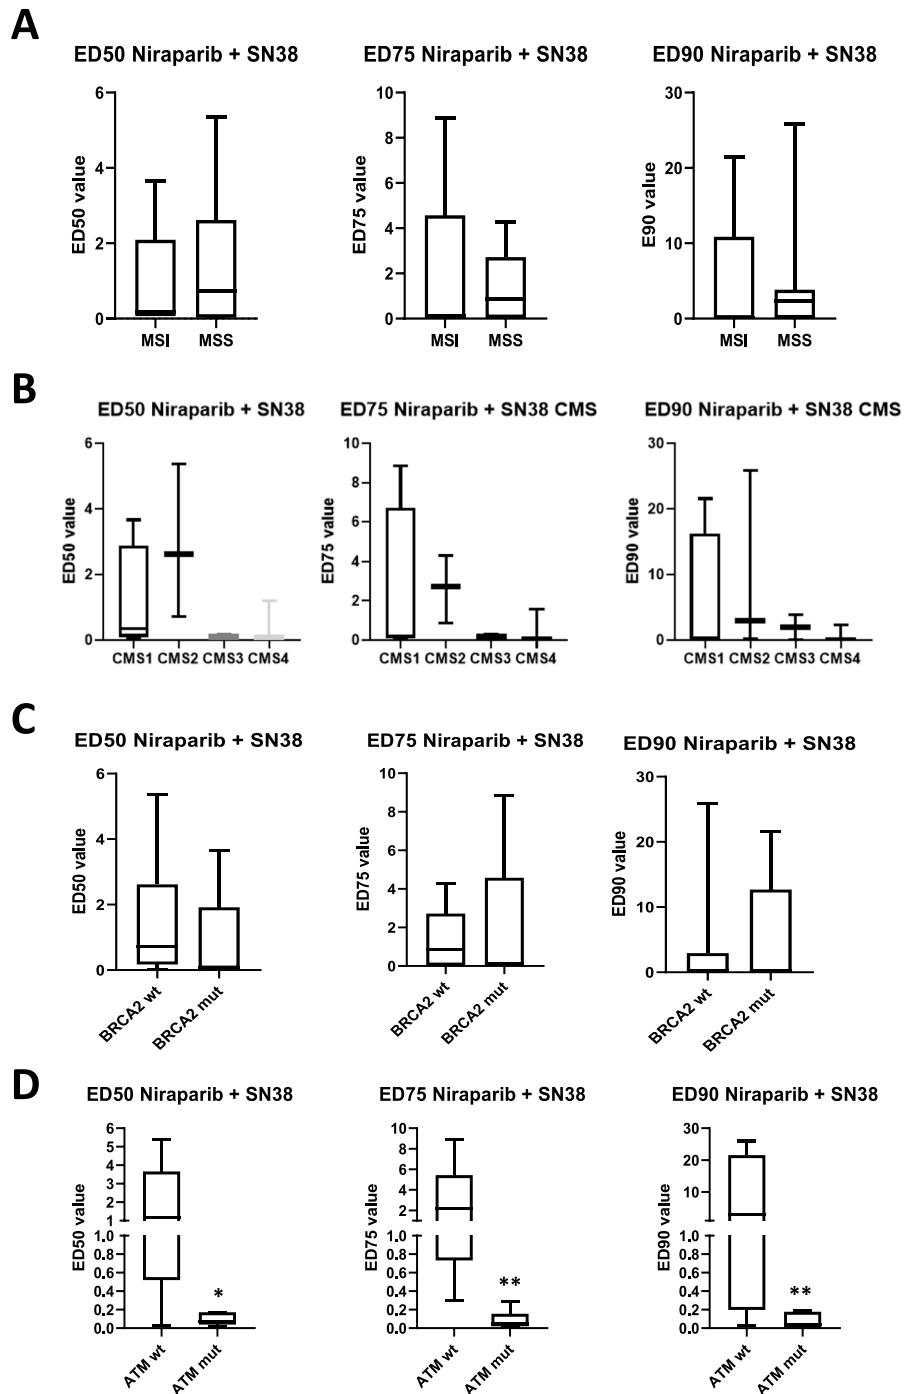 A
ED50 Niraparib + SN38
ED50 value
6
4
2
0
MSI
MSS
ED75 Niraparib + SN38
ED75 value
10
8
6
4
2
0
MSI
MSS
ED90 Niraparib + SN38
E90 value
30
20
10
0
MSI
MSS
B
ED50 Niraparib + SN38
ED50 value
6
4
2
0
CMS1 CMS2 CMS3 CMS4
ED75 Niraparib + SN38 CMS
ED75 value
10
8
6
4
2
0
CMS1 CMS2 CMS3 CMS4
ED90 Niraparib + SN38 CMS
ED90 value
30
20
10
0
CMS1 CMS2 CMS3 CMS4
C
ED50 Niraparib + SN38
ED50 value
6
4
2
0
BRCA2 wt
BRCA2 mut
ED75 Niraparib + SN38
ED75 value
10
8
6
4
2
0
BRCA2 wt
BRCA2 mut
ED90 Niraparib + SN38
ED90 value
30
20
10
0
BRCA2 wt
BRCA2 mut
D
ED50 Niraparib + SN38
ED50 value
6
5
4
3
2
1
1.0
0.8
0.6
0.4
0.2
0.0
*
ATM wt
ATM mut
ED75 Niraparib + SN38
ED75 value
10
8
6
4
2
1.0
0.8
0.6
0.4
0.2
0.0
**
ATM wt
ATM mut
ED90 Niraparib + SN38
ED90 value
30
20
10
1.0
0.8
0.6
0.4
0.2
0.0
**
ATM wt
ATM mut